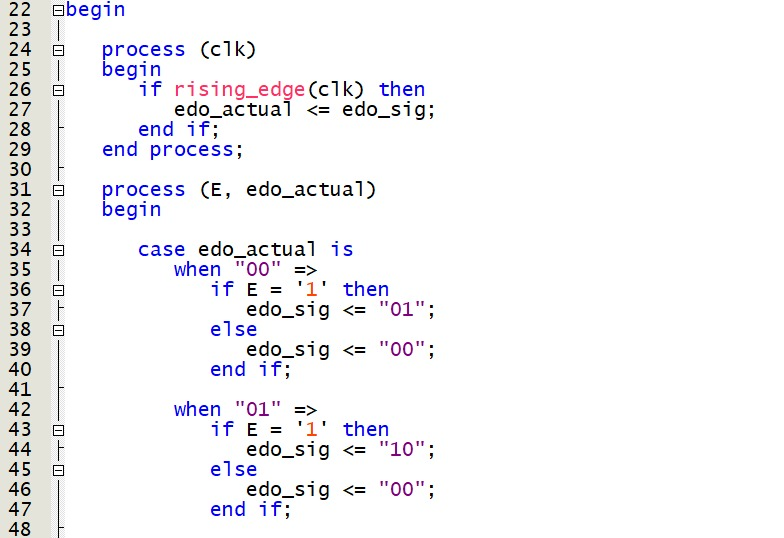 22 begin
23
24 process (clk)
25 begin
26 if rising_edge(clk) then
27 edo_actual <= edo_sig;
28 end if;
29 end process;
30
31 process (E, edo_actual)
32 begin
33
34 case edo_actual is
35 when "00" =>
36 if E = '1' then
37 edo_sig <= "01";
38 else
39 edo_sig <= "00";
40 end if;
41
42 when "01" =>
43 if E = '1' then
44 edo_sig <= "10";
45 else
46 edo_sig <= "00";
47 end if;
48